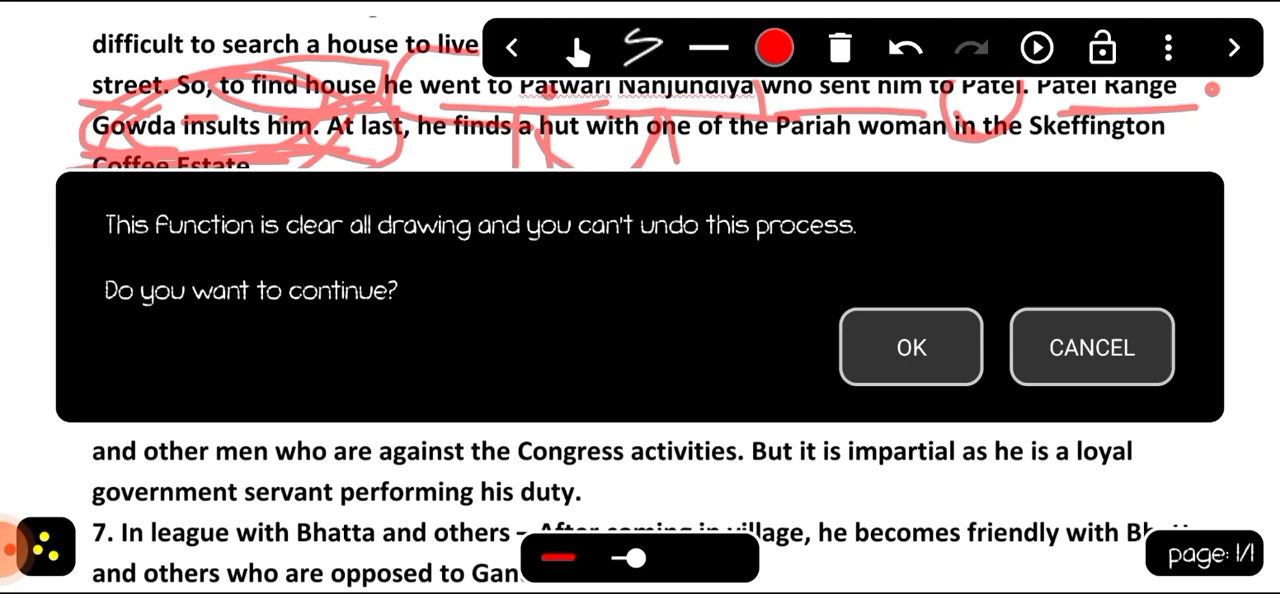 difficult to search a house to live
street. So, to find house he went to Patwari Nanjundiya who sent him to Patel. Patel Range
Gowda insults him. At last, he finds a hut with one of the Pariah woman in the Skeffington
Coffee Estate
This function is clear all drawing and you can't undo this process.
Do you want to continue?
OK
CANCEL
and other men who are against the Congress activities. But it is impartial as he is a loyal
government servant performing his duty.
7. In league with Bhatta and others – After coming in village, he becomes friendly with
and others who are opposed to
page: 1/1